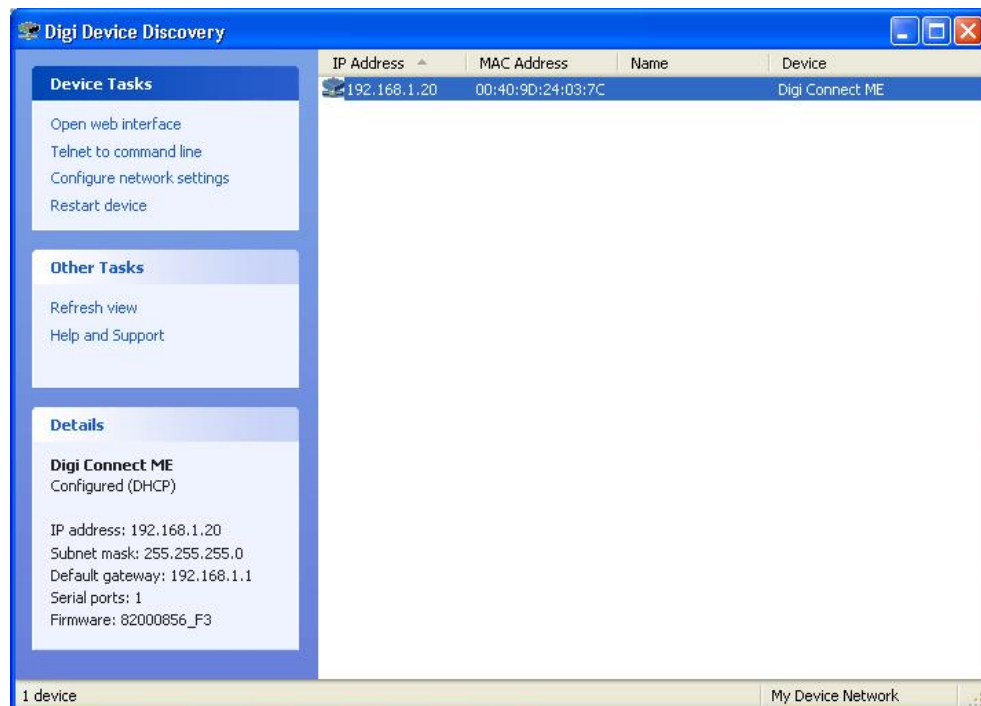 Digi Device Discovery
Device Tasks
Open web interface
Telnet to command line
Configure network settings
Restart device
Other Tasks
Refresh view
Help and Support
Details
Digi Connect ME
Configured (DHCP)
IP address: 192.168.1.20
Subnet mask: 255.255.255.0
Default gateway: 192.168.1.1
Serial ports: 1
Firmware: 82000856_F3
IP Address MAC Address Name Device
192.168.1.20 00:40:9D:24:03:7C Digi Connect ME
1 device My Device Network